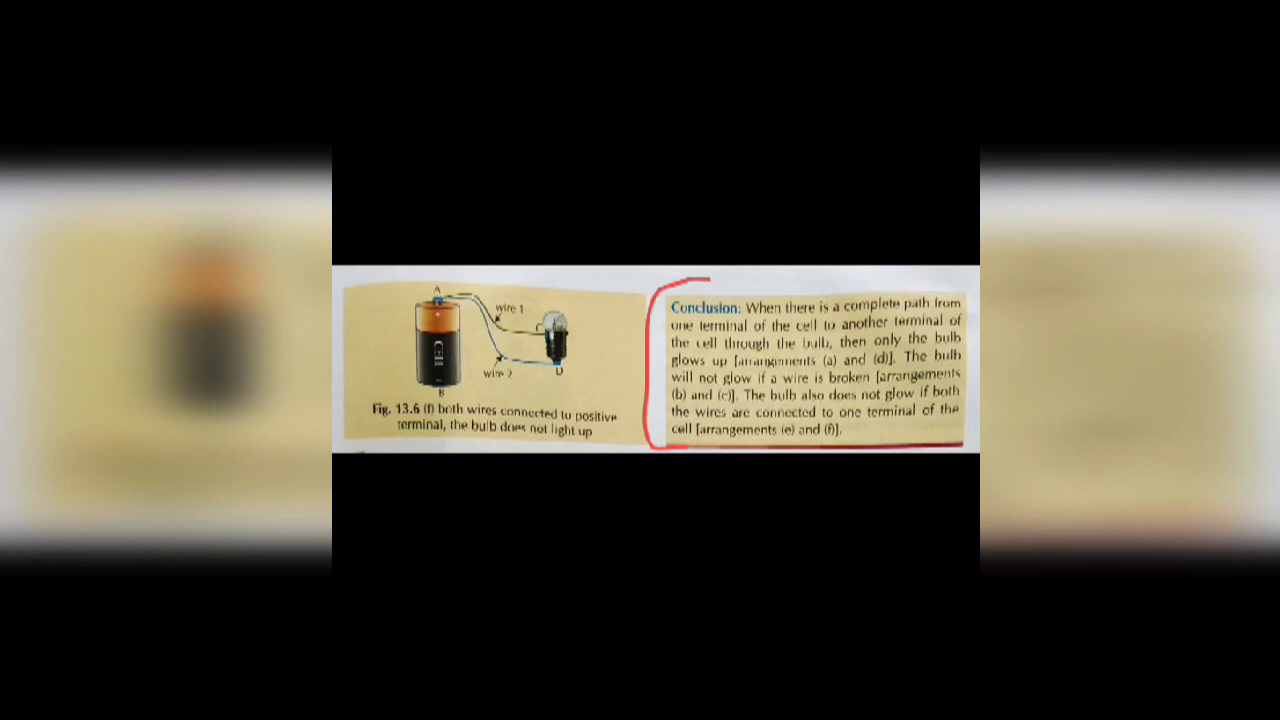 A
wire 1
C
CELL
wire 2
D
B
Fig. 13.6 (f) both wires connected to positive
terminal, the bulb does not light up
Conclusion: When there is a complete path from
one terminal of the cell to another terminal of
the cell through the bulb, then only the bulb
glows up [arrangements (a) and (d)]. The bulb
will not glow if a wire is broken [arrangements
(b) and (c)]. The bulb also does not glow if both
the wires are connected to one terminal of the
cell [arrangements (e) and (f)].